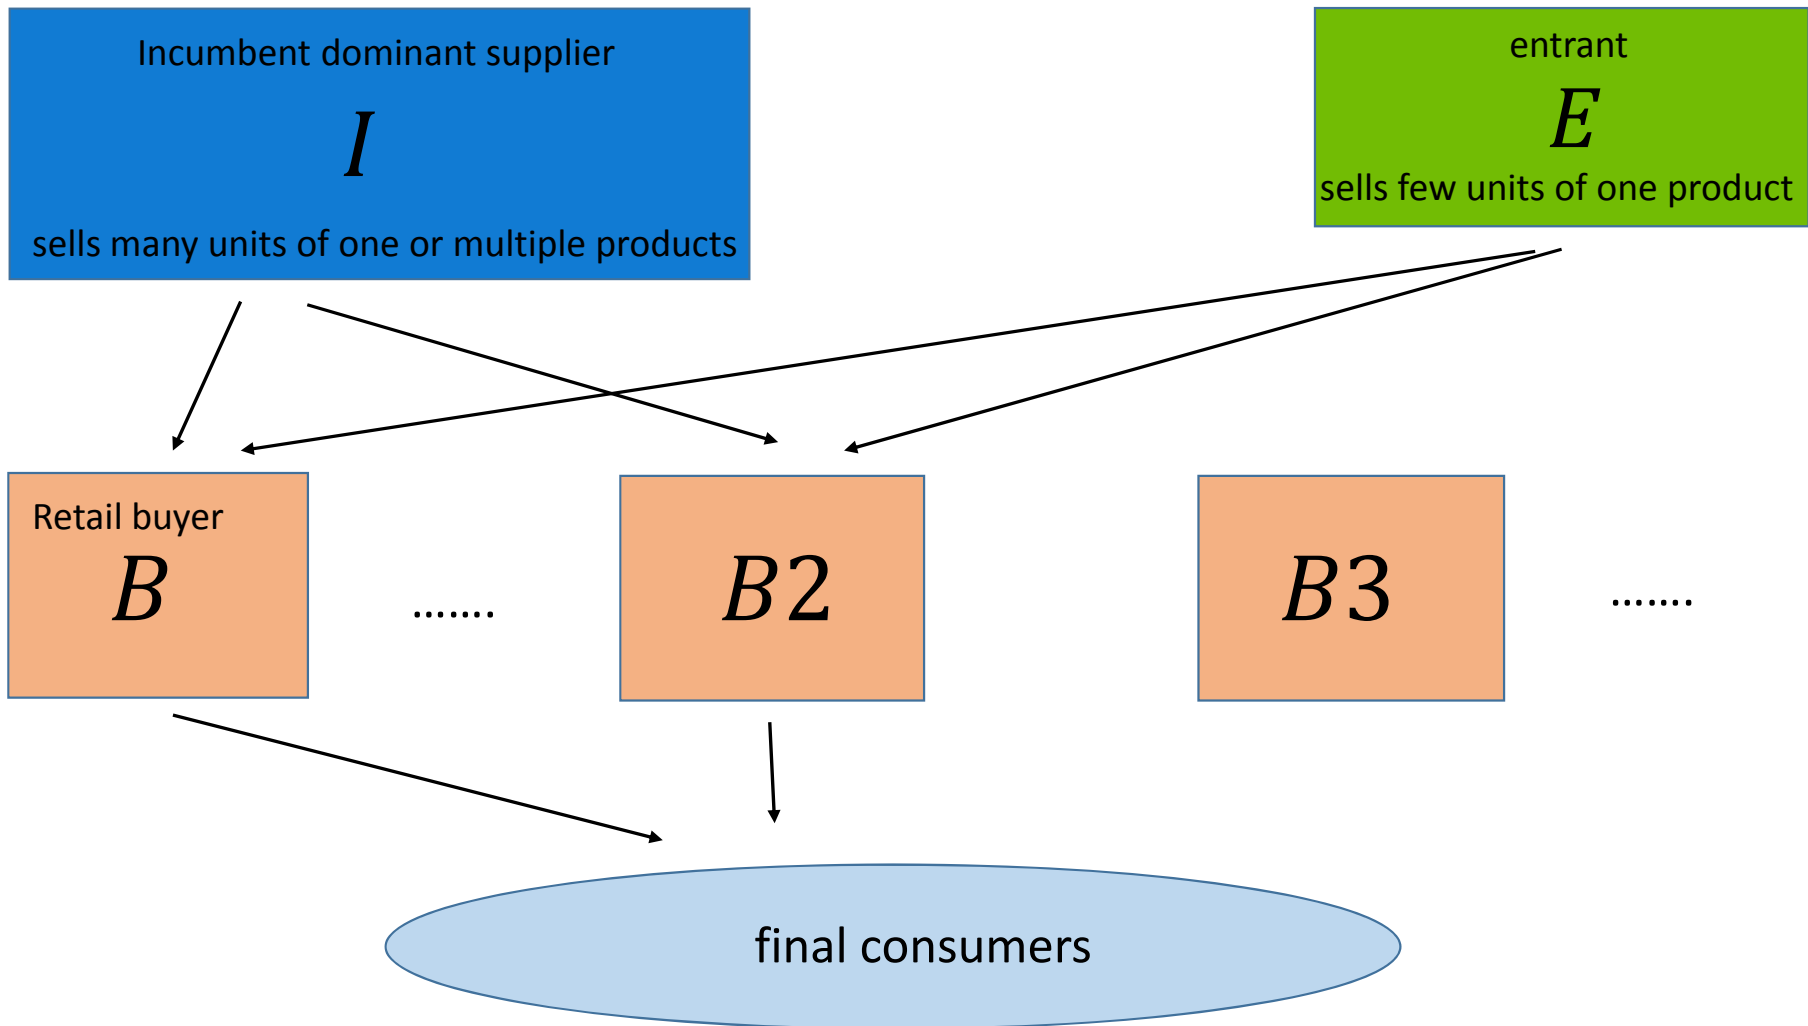 Incumbent dominant supplier
I
sells many units of one or multiple products
entrant
E
sells few units of one product
Retail buyer
B
.......
B2
B3
.......
final consumers